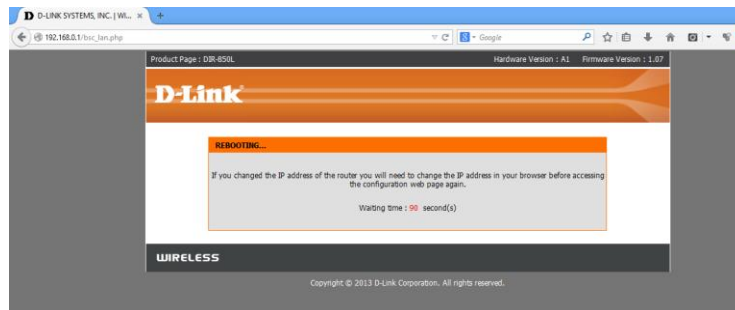 D-LINK SYSTEMS, INC. | WI...
192.168.0.1/bsc_lan.php
Google
Product Page : DIR-850L Hardware Version : A1 Firmware Version : 1.07
D-Link
REBOOTING...
If you changed the IP address of the router you will need to change the IP address in your browser before accessing
the configuration web page again.
Waiting time : 90 second(s)
WIRELESS
Copyright © 2013 D-Link Corporation. All rights reserved.